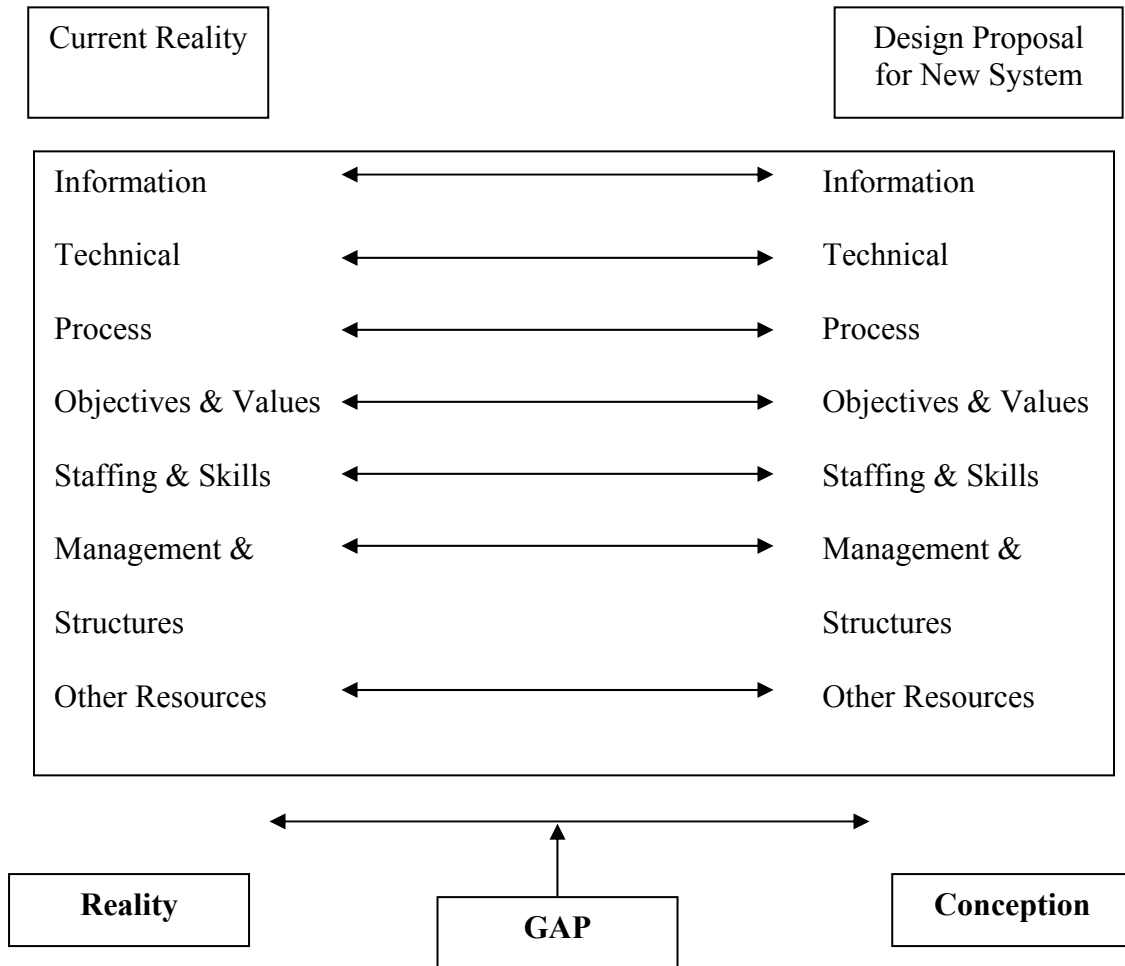 Current Reality
Design Proposal
for New System
Information
Information
Technical
Technical
Process
Process
Objectives & Values
Objectives & Values
Staffing & Skills
Staffing & Skills
Management &
Management &
Structures
Structures
Other Resources
Other Resources
Reality
GAP
Conception